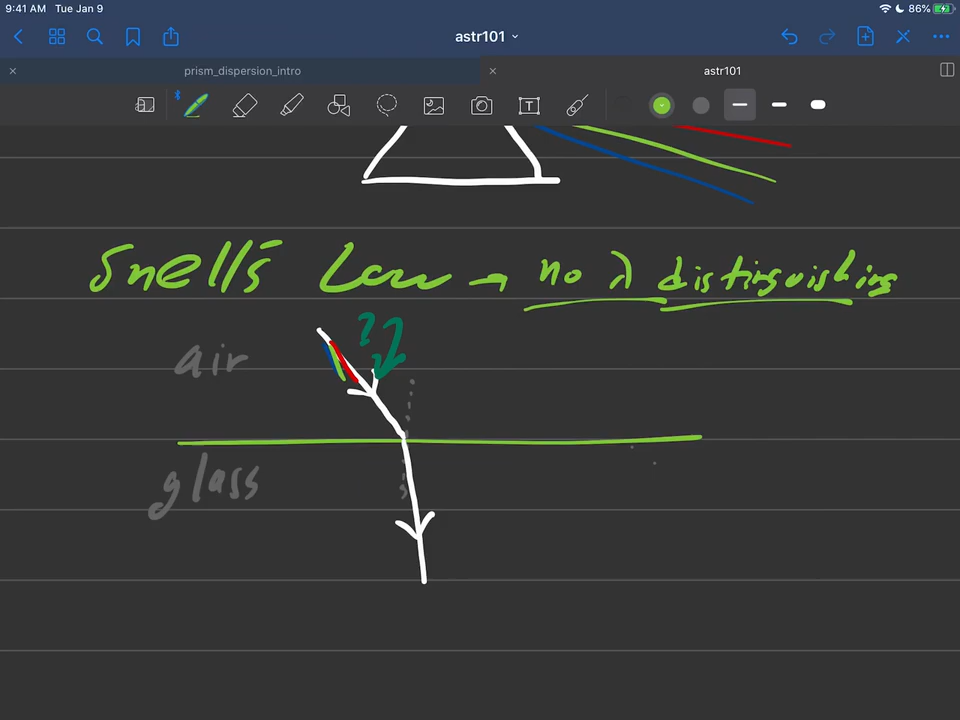 9:41 AM Tue Jan 9
86%
astr101
prism_dispersion_intro
astr101
T
Snell's Law → no λ distinguishing
??
air
glass